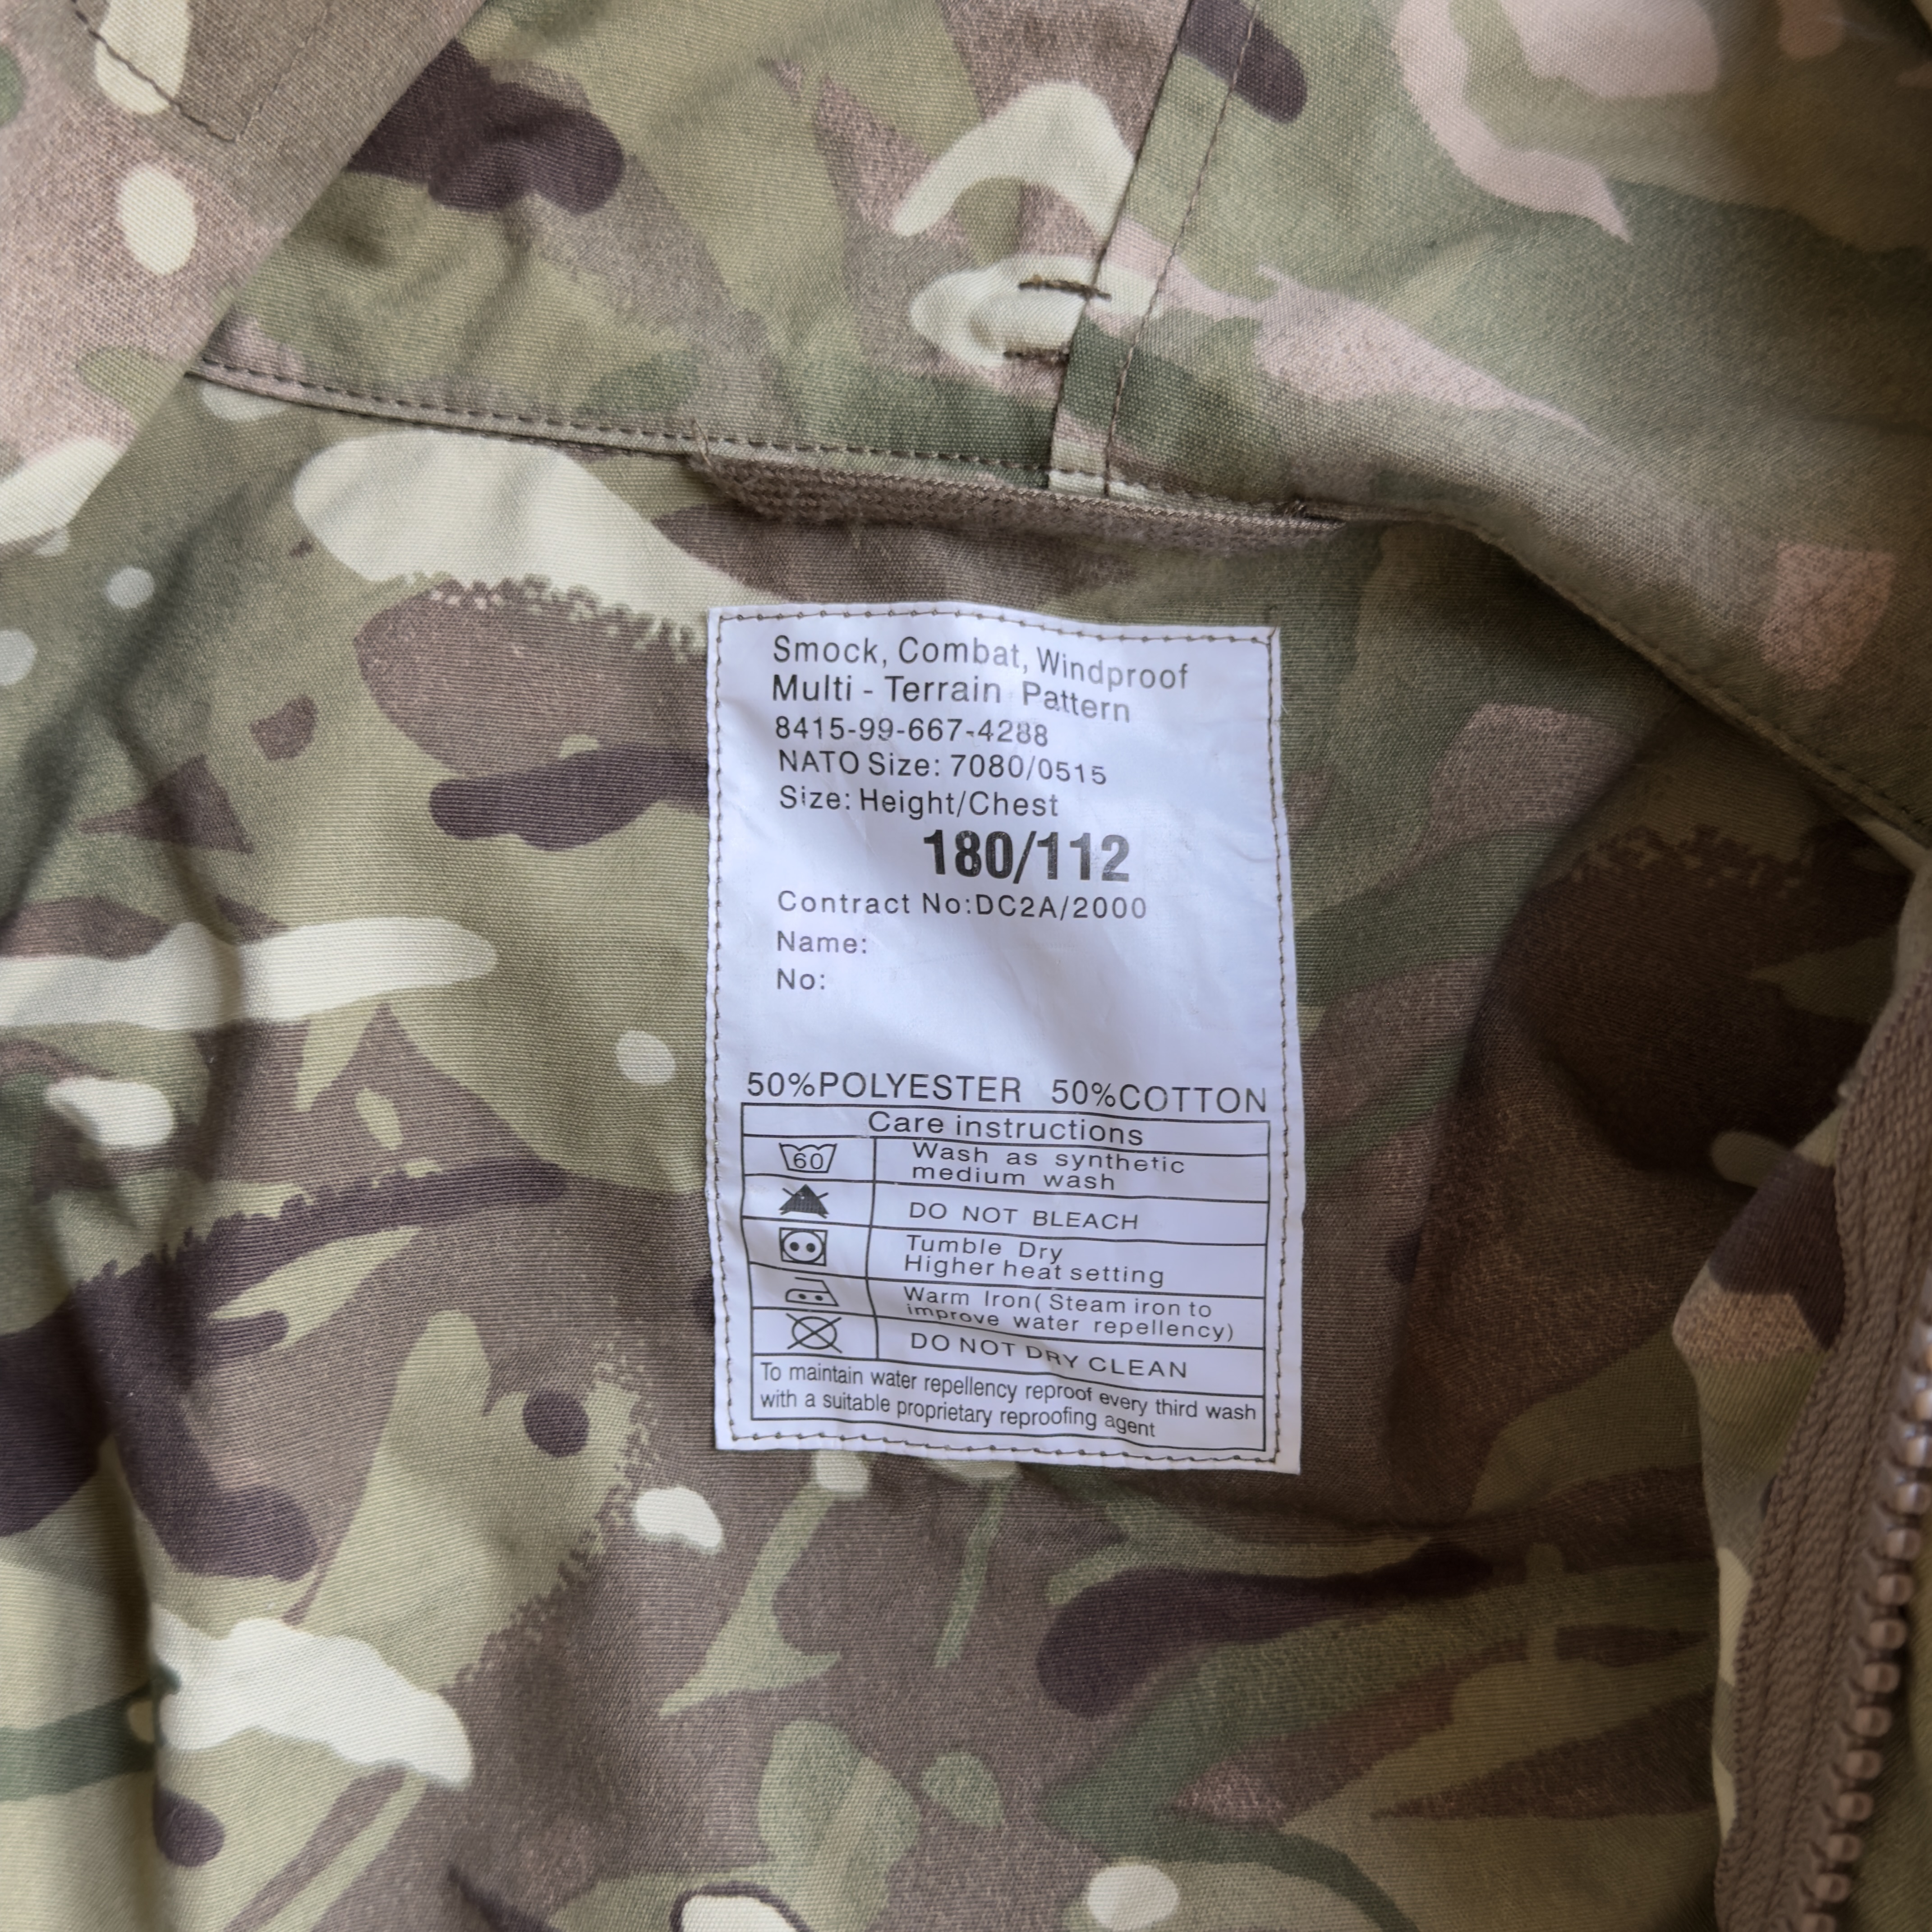 Smock, Combat, Windproof
Multi - Terrain Pattern
8415-99-667-4288
NATO Size: 7080/0515
Size: Height/Chest
180/112
Contract No:DC2A/2000
Name:
No:
50%POLYESTER 50%COTTON
Care instructions
60
Wash as synthetic
medium wash
DO NOT BLEACH
Tumble Dry
Higher heat setting
Warm Iron( Steam iron to
improve water repellency)
DO NOT DRY CLEAN
To maintain water repellency reproof every third wash
with a suitable proprietary reproofing agent